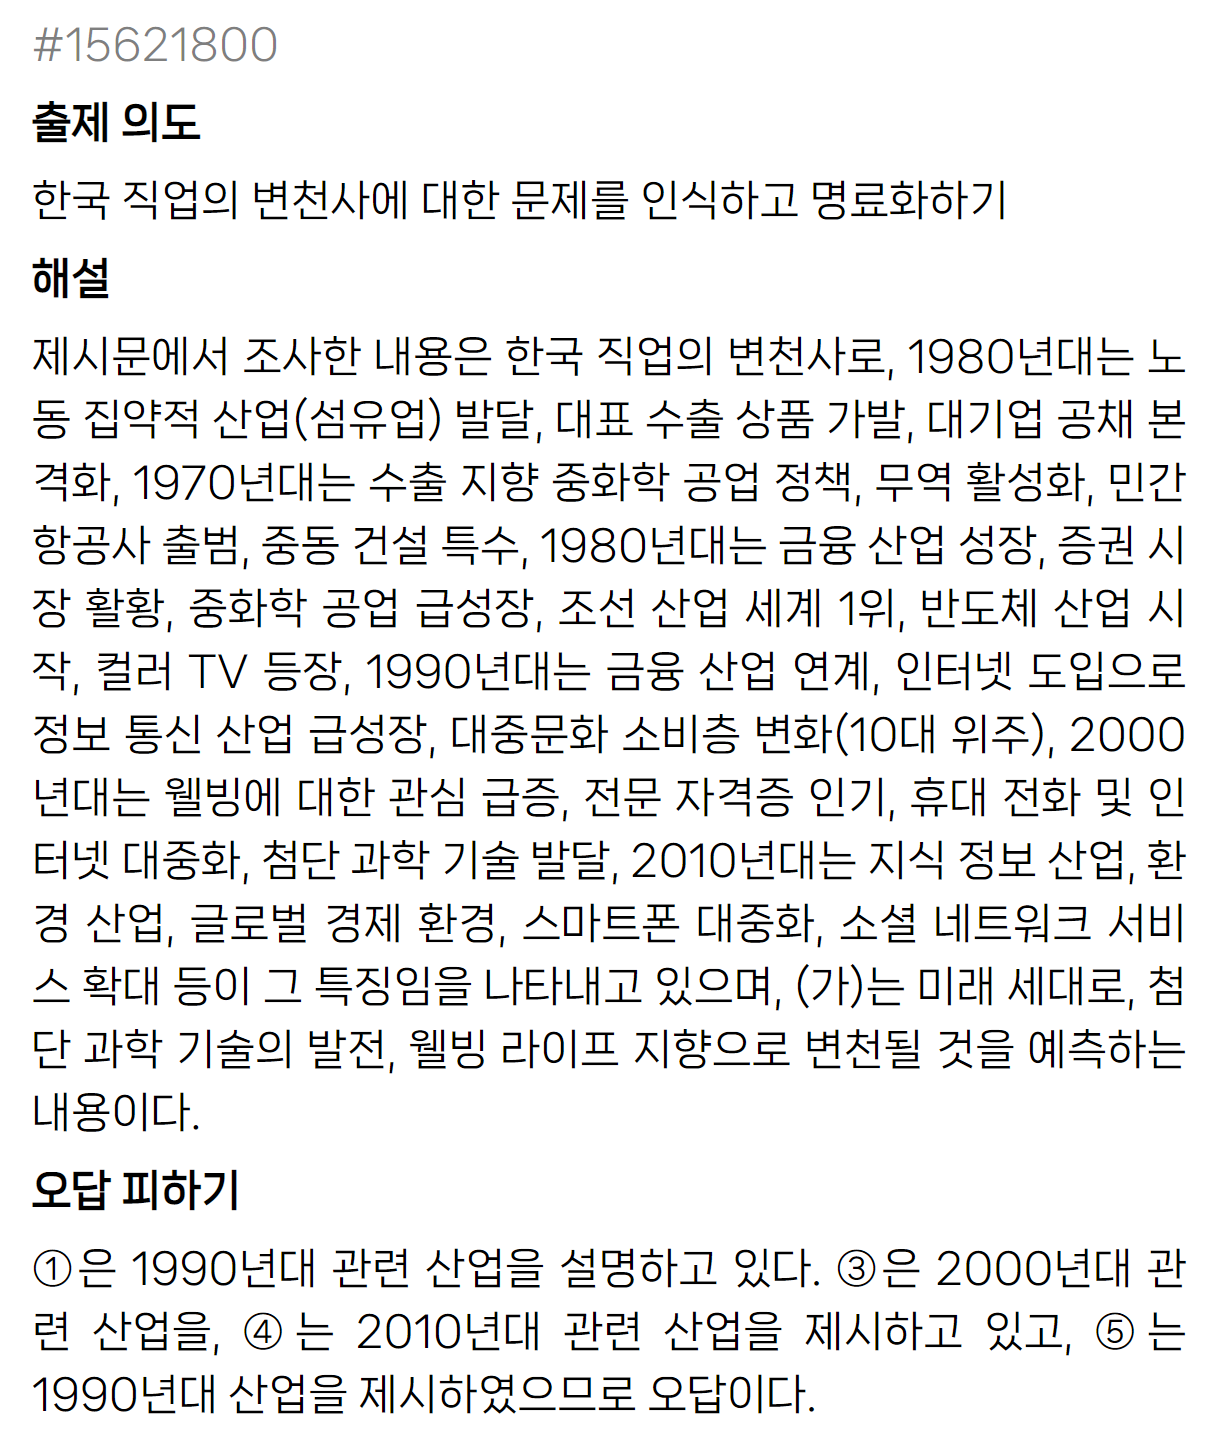 #15621800
출제 의도
한국 직업의 변천사에 대한 문제를 인식하고 명료화하기
해설
제시문에서 조사한 내용은 한국 직업의 변천사로, 1980년대는 노
동 집약적 산업(섬유업) 발달, 대표 수출 상품 가발, 대기업 공채 본
격화, 1970년대는 수출 지향 중화학 공업 정책, 무역 활성화, 민간
항공사 출범, 중동 건설 특수, 1980년대는 금융 산업 성장, 증권 시
장 활황, 중화학 공업 급성장, 조선 산업 세계 1위, 반도체 산업 시
작, 컬러 TV 등장, 1990년대는 금융 산업 연계, 인터넷 도입으로
정보 통신 산업 급성장, 대중문화 소비층 변화(10대 위주), 2000
년대는 웰빙에 대한 관심 급증, 전문 자격증 인기, 휴대 전화 및 인
터넷 대중화, 첨단 과학 기술 발달, 2010년대는 지식 정보 산업, 환
경 산업, 글로벌 경제 환경, 스마트폰 대중화, 소셜 네트워크 서비
스 확대 등이 그 특징임을 나타내고 있으며, (가)는 미래 세대로, 첨
단 과학 기술의 발전, 웰빙 라이프 지향으로 변천될 것을 예측하는
내용이다.
오답 피하기
①은 1990년대 관련 산업을 설명하고 있다. ③은 2000년대 관
련 산업을, ④는 2010년대 관련 산업을 제시하고 있고, ⑤는
1990년대 산업을 제시하였으므로 오답이다.